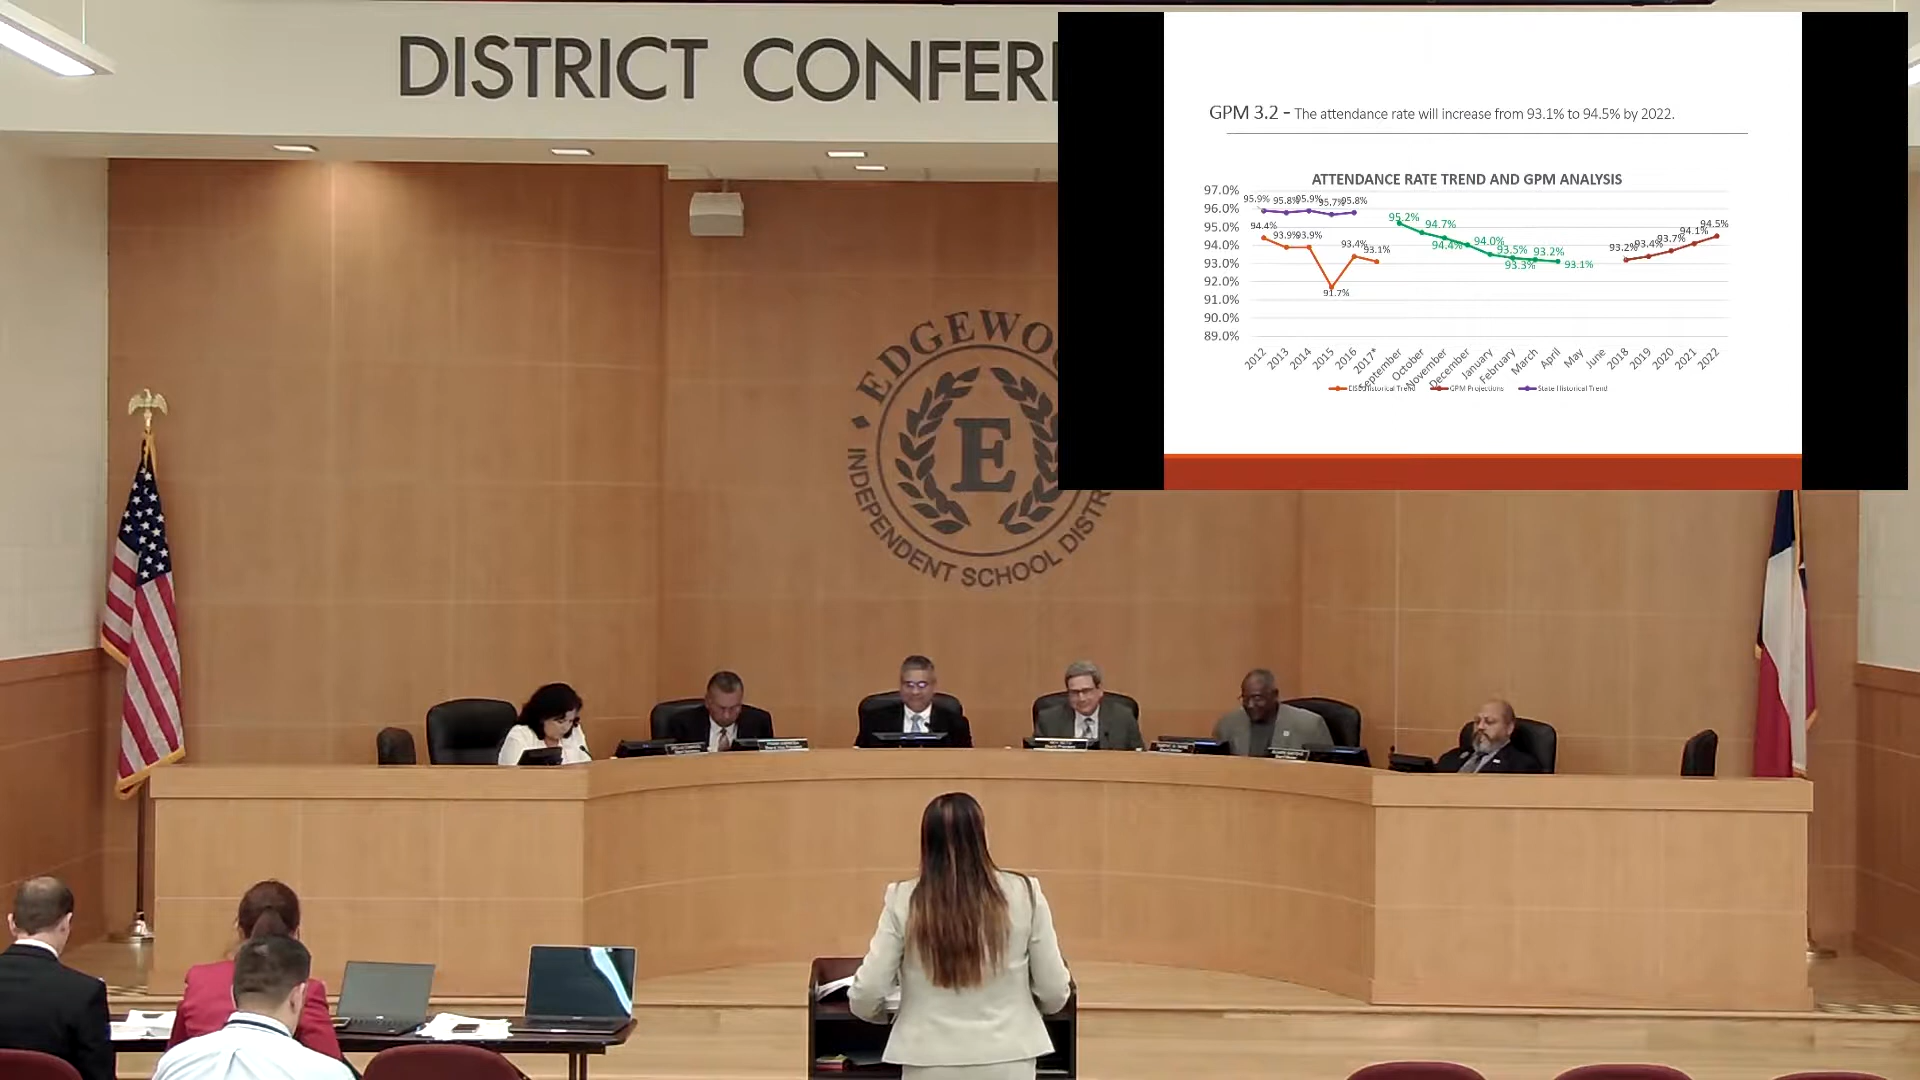 DISTRICT CONFER
GPM 3.2 – The attendance rate will increase from 93.1% to 94.5% by 2022.
ATTENDANCE RATE TREND AND GPM ANALYSIS
97.0%
96.0%
95.0%
94.0%
93.0%
92.0%
91.0%
90.0%
89.0%
95.9% 95.8% 95.9% 95.7% 95.8%
94.4% 93.9% 93.9% 91.7% 93.4% 93.1%
95.2% 94.7% 94.4% 94.0% 93.5% 93.3% 93.2% 93.1%
93.2% 93.4% 93.7% 94.1% 94.5%
2012 2013 2014 2015 2016 2017* September October November December January February March April May June 2018 2019 2020 2021 2022
EISD Historical Trend GPM Projections State Historical Trend
EDGEWO
E
INDEPENDENT SCHOOL DISTR